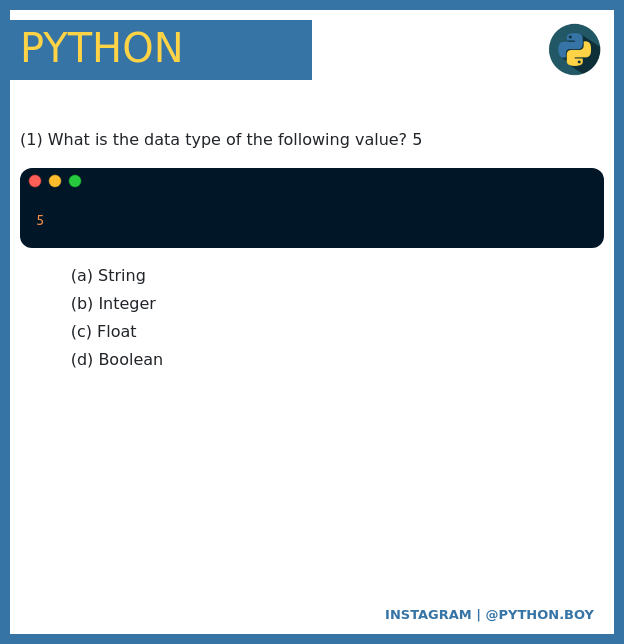 PYTHON
(1) What is the data type of the following value? 5
5
(a) String
(b) Integer
(c) Float
(d) Boolean
INSTAGRAM | @PYTHON.BOY